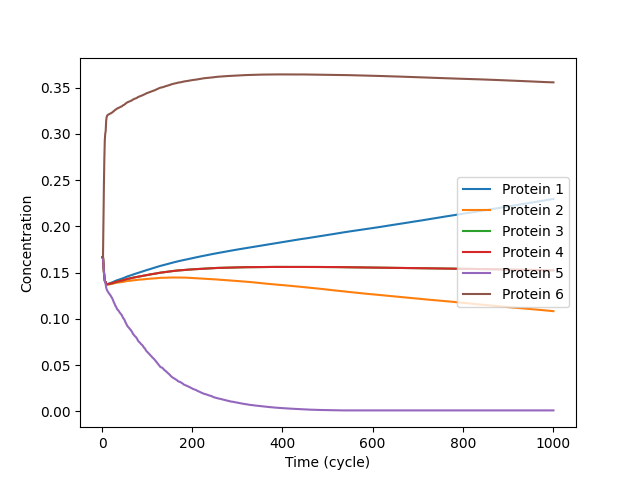 0.35
0.30
0.25
0.20
0.15
0.10
0.05
0.00
Concentration
0
200
400
600
800
1000
Time (cycle)
Protein 1
Protein 2
Protein 3
Protein 4
Protein 5
Protein 6